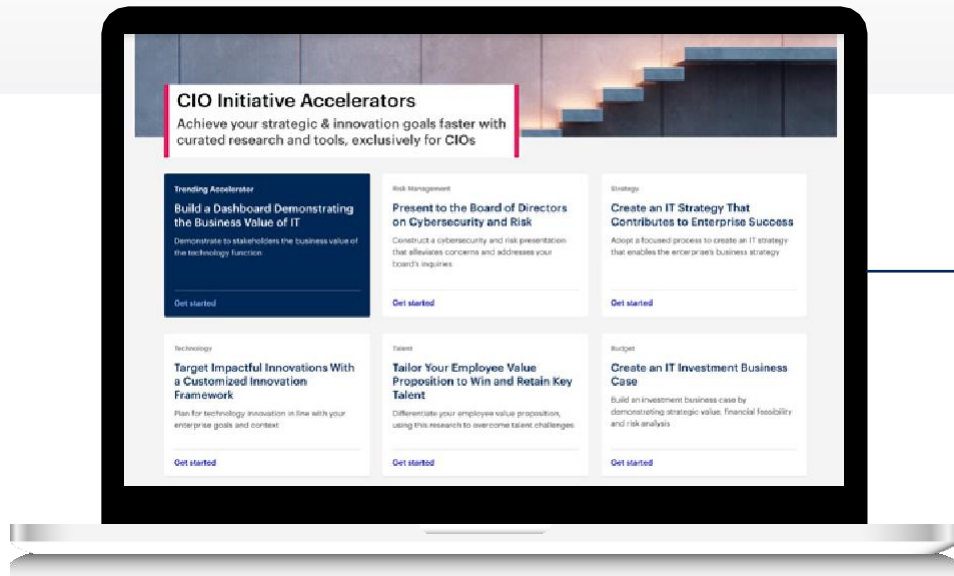 CIO Initiative Accelerators
Achieve your strategic & innovation goals faster with
curated research and tools, exclusively for CIOs
Trending Accelerator
Build a Dashboard Demonstrating
the Business Value of IT
Demonstrate to stakeholders the business value of
the technology function
Get started
Risk Management
Present to the Board of Directors
on Cybersecurity and Risk
Construct a cybersecurity and risk presentation
that alleviates concerns and addresses your
board's inquiries
Get started
Strategy
Create an IT Strategy That
Contributes to Enterprise Success
Adopt a focused process to create an IT strategy
that enables the enterprise's business strategy
Get started
Technology
Target Impactful Innovations With
a Customized Innovation
Framework
Plan for technology innovation in line with your
enterprise goals and context
Get started
Talent
Tailor Your Employee Value
Proposition to Win and Retain Key
Talent
Differentiate your employee value proposition,
using this research to overcome talent challenges
Get started
Budget
Create an IT Investment Business
Case
Build an investment business case by
demonstrating strategic value, financial feasibility
and risk analysis
Get started